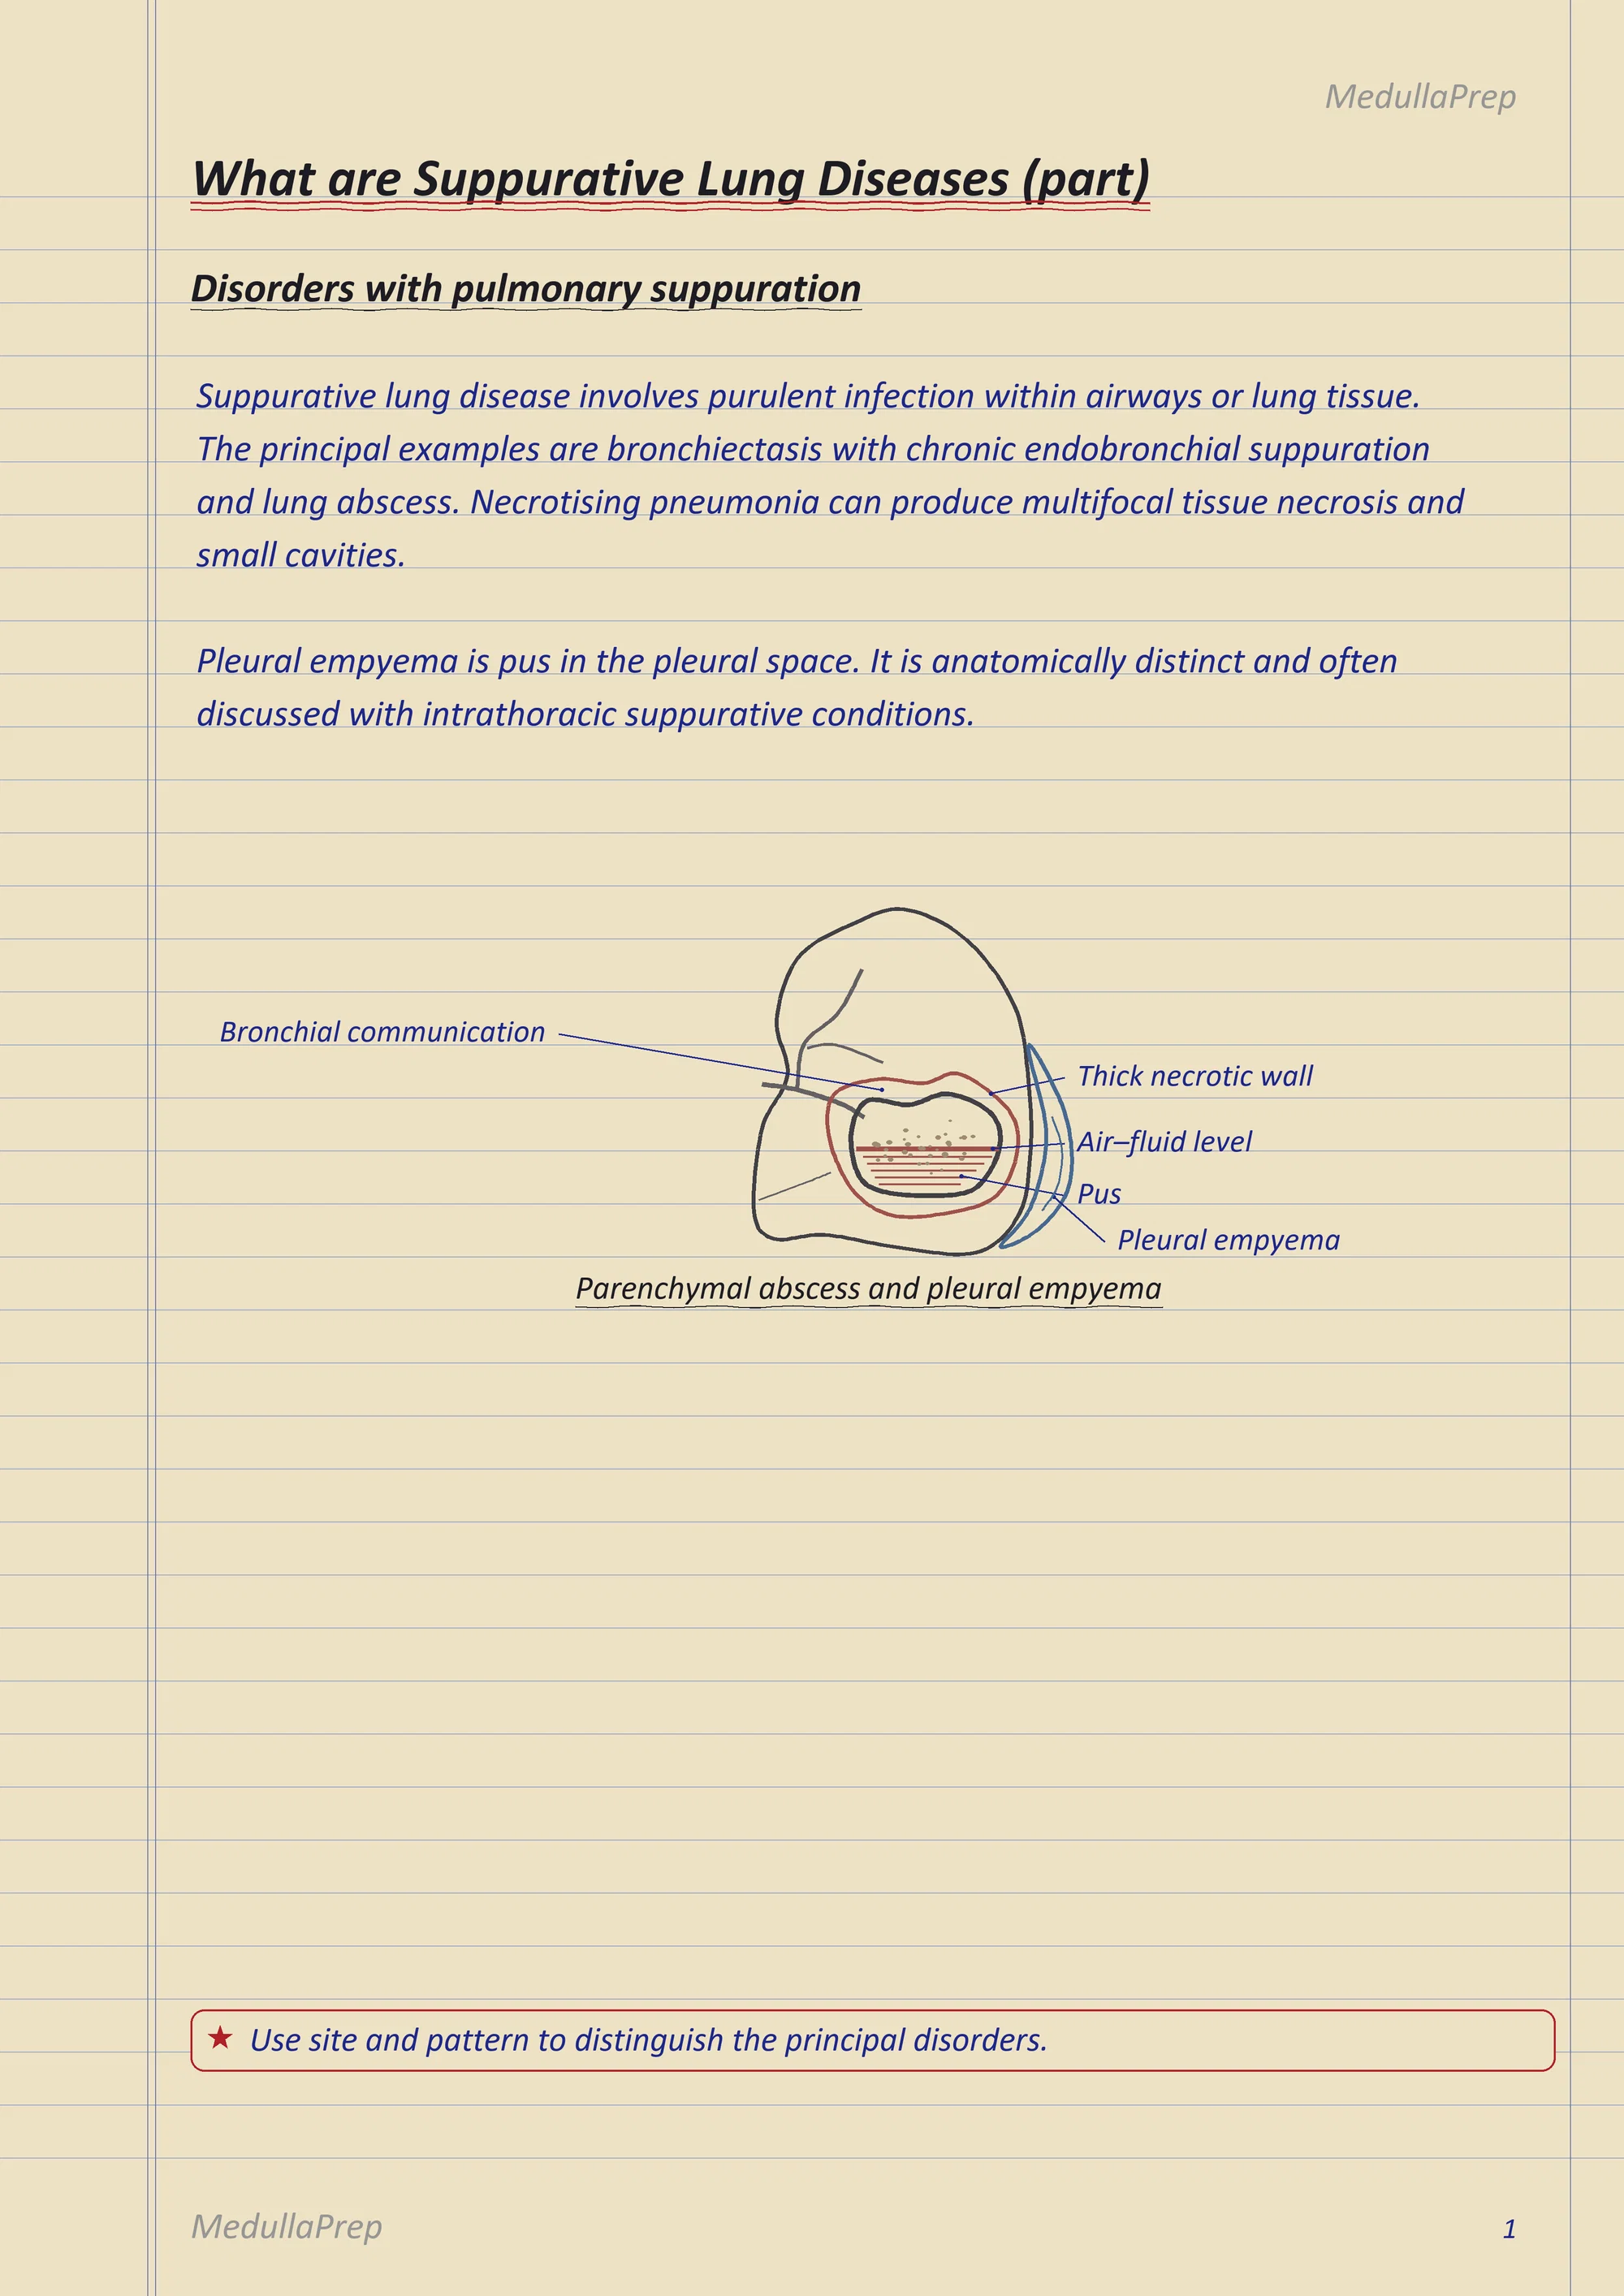 MedullaPrep
What are Suppurative Lung Diseases (part)
Disorders with pulmonary suppuration
Suppurative lung disease involves purulent infection within airways or lung tissue.
The principal examples are bronchiectasis with chronic endobronchial suppuration
and lung abscess. Necrotising pneumonia can produce multifocal tissue necrosis and
small cavities.
Pleural empyema is pus in the pleural space. It is anatomically distinct and often
discussed with intrathoracic suppurative conditions.
Bronchial communication
Thick necrotic wall
Air–fluid level
Pus
Pleural empyema
Parenchymal abscess and pleural empyema
★ Use site and pattern to distinguish the principal disorders.
MedullaPrep
1